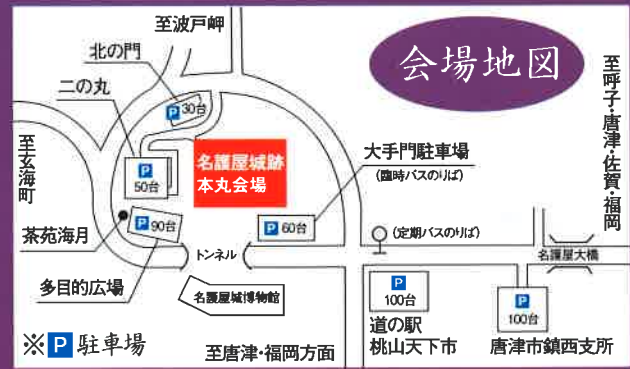 会場地図
至波戸岬
北の門
P 30台
二の丸
P
50台
名護屋城跡
本丸会場
大手門駐車場
(臨時バスのりば)
至呼子・唐津・佐賀・福岡
至玄海町
茶苑海月
P 90台
P 60台
(定期バスのりば)
トンネル
名護屋大橋
多目的広場
名護屋城博物館
P
100台
道の駅
桃山天下市
P
100台
唐津市鎮西支所
※P駐車場
至唐津・福岡方面